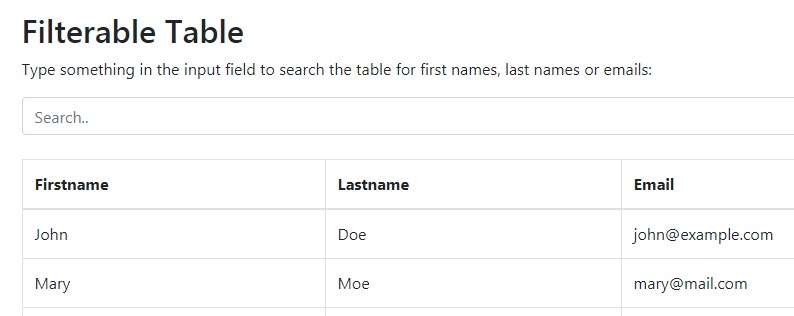 Filterable Table
Type something in the input field to search the table for first names, last names or emails:
Search..
Firstname Lastname Email
John Doe john@example.com
Mary Moe mary@mail.com